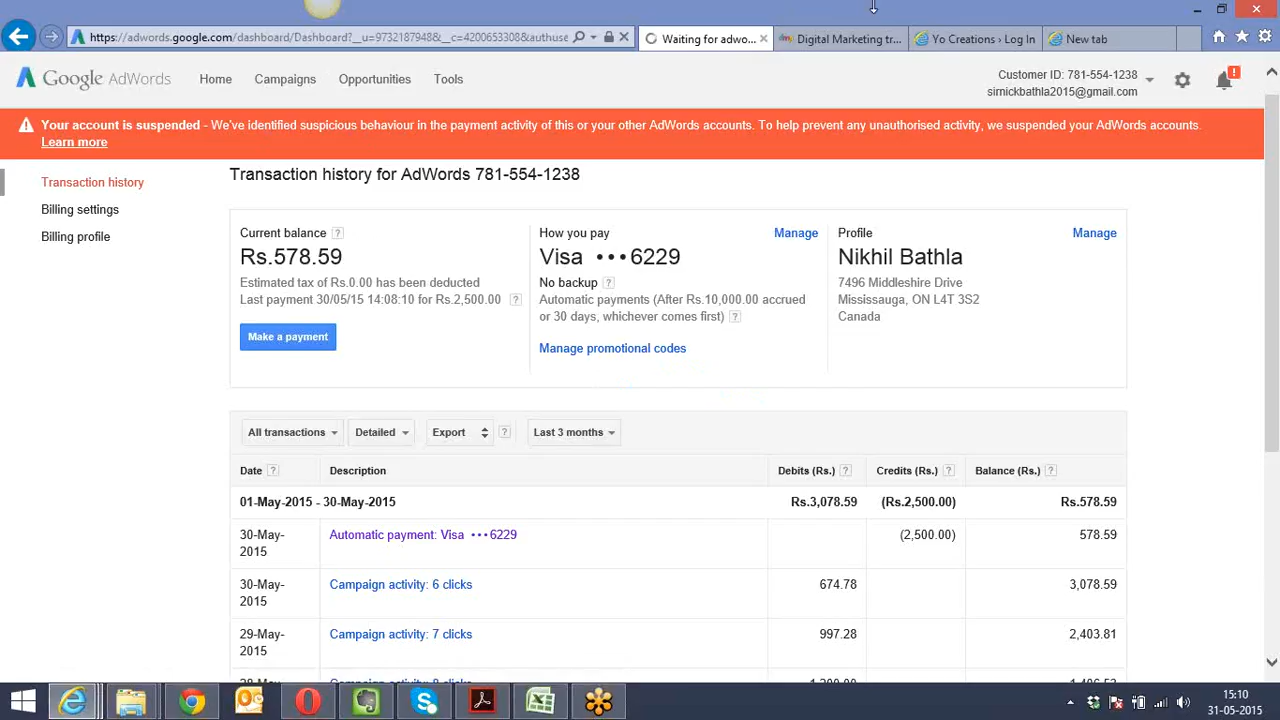 https://adwords.google.com/dashboard/Dashboard?__u=9732187948&__c=42006533088&authuse
Waiting for adwo...
Digital Marketing tr...
Yo Creations › Log In
New tab
Google AdWords
Home
Campaigns
Opportunities
Tools
Customer ID: 781-554-1238
sirnickbathla2015@gmail.com
!
Your account is suspended - We've identified suspicious behaviour in the payment activity of this or your other AdWords accounts. To help prevent any unauthorised activity, we suspended your AdWords accounts.
Learn more
Transaction history
Billing settings
Billing profile
Transaction history for AdWords 781-554-1238
Current balance ?
Rs.578.59
Estimated tax of Rs.0.00 has been deducted
Last payment 30/05/15 14:08:10 for Rs.2,500.00 ?
Make a payment
How you pay
Manage
Visa •••6229
No backup ?
Automatic payments (After Rs.10,000.00 accrued
or 30 days, whichever comes first) ?
Manage promotional codes
Profile
Manage
Nikhil Bathla
7496 Middleshire Drive
Mississauga, ON L4T 3S2
Canada
All transactions
Detailed
Export
?
Last 3 months
Date ?
Description
Debits (Rs.) ?
Credits (Rs.) ?
Balance (Rs.) ?
01-May-2015 - 30-May-2015
Rs.3,078.59
(Rs.2,500.00)
Rs.578.59
30-May-
2015
Automatic payment: Visa •••6229
(2,500.00)
578.59
30-May-
2015
Campaign activity: 6 clicks
674.78
3,078.59
29-May-
2015
Campaign activity: 7 clicks
997.28
2,403.81
15:10
31-05-2015